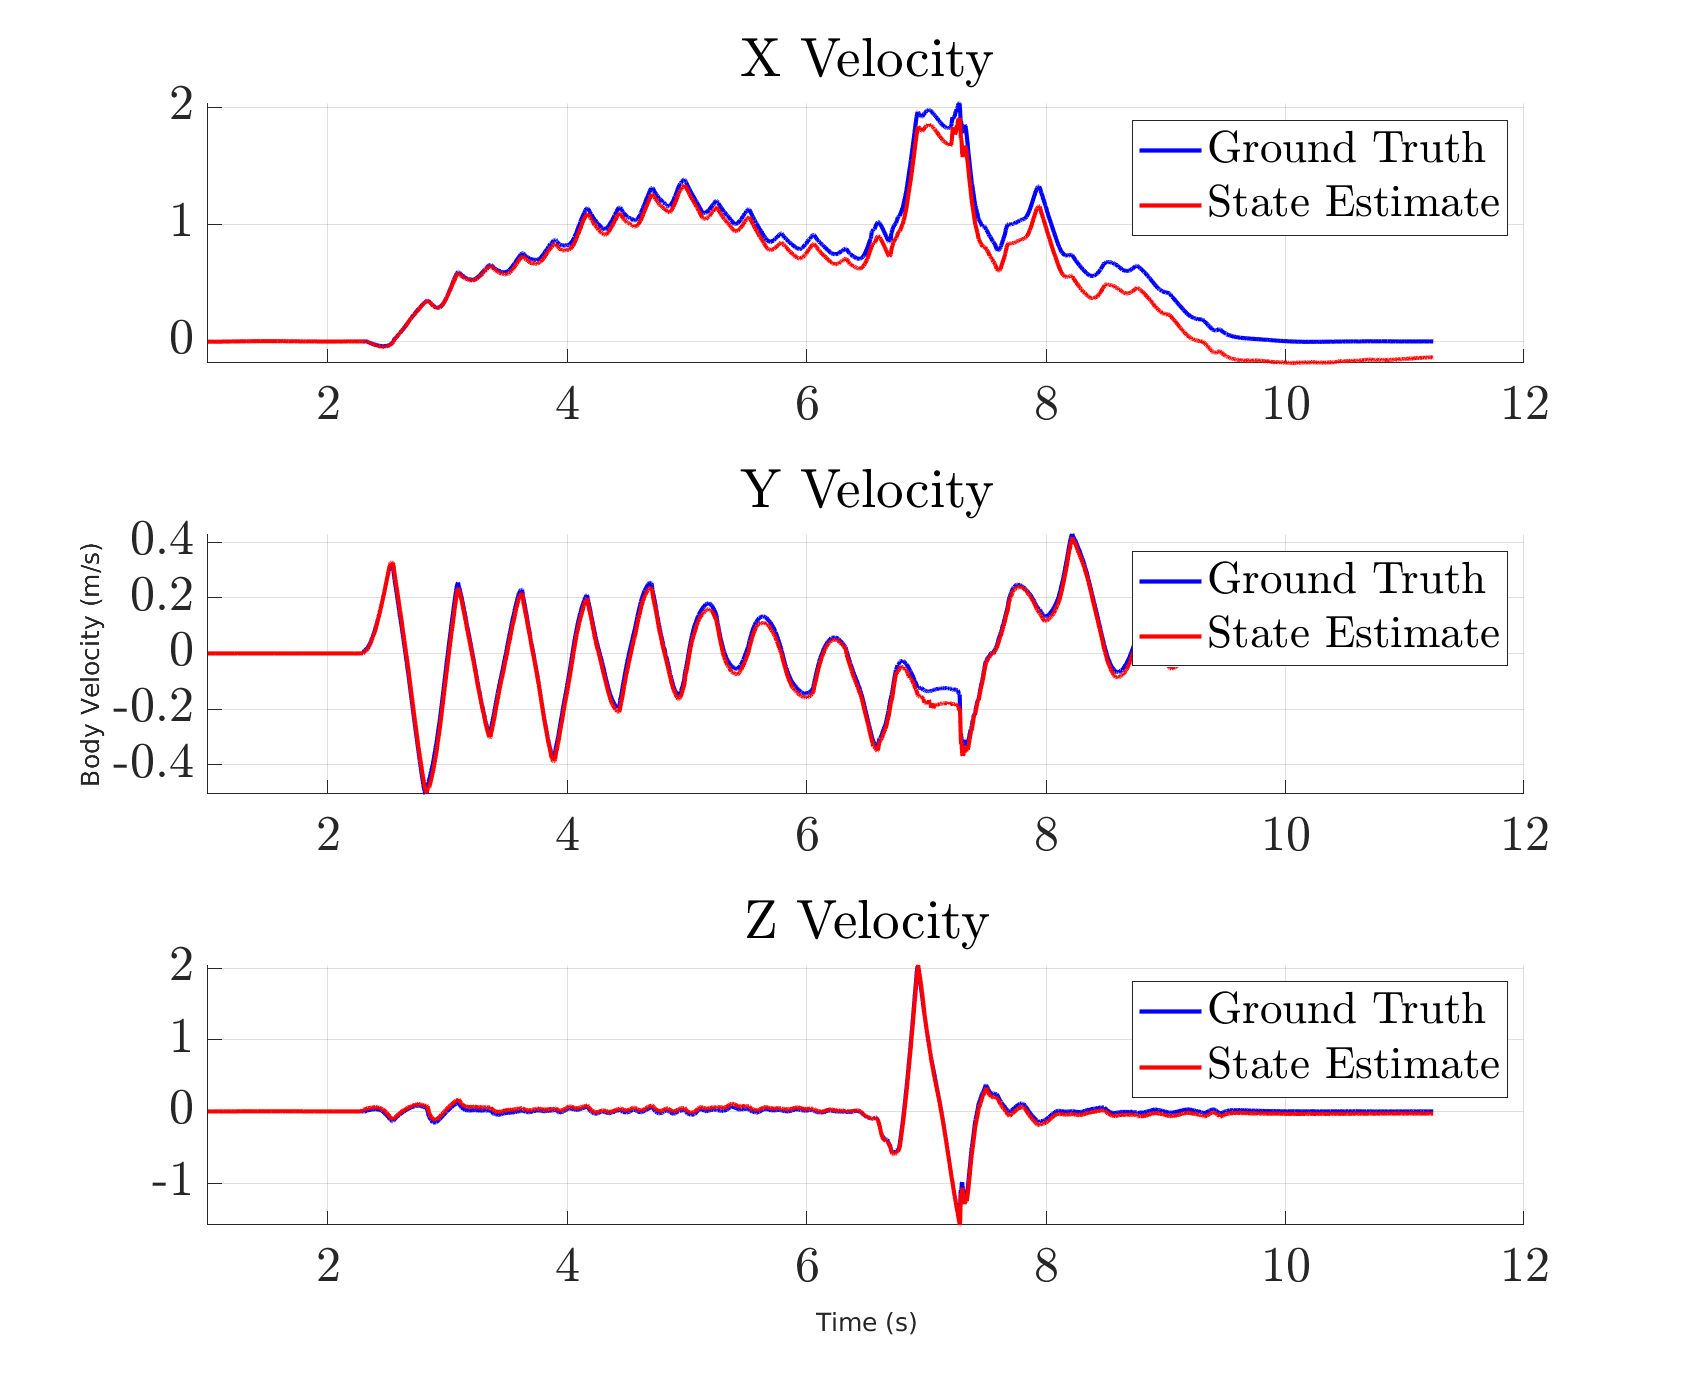 X Velocity
2
1
0
Ground Truth
State Estimate
2 4 6 8 10 12
Y Velocity
Body Velocity (m/s)
0.4
0.2
0
-0.2
-0.4
Ground Truth
State Estimate
2 4 6 8 10 12
Z Velocity
2
1
0
-1
Ground Truth
State Estimate
2 4 6 8 10 12
Time (s)